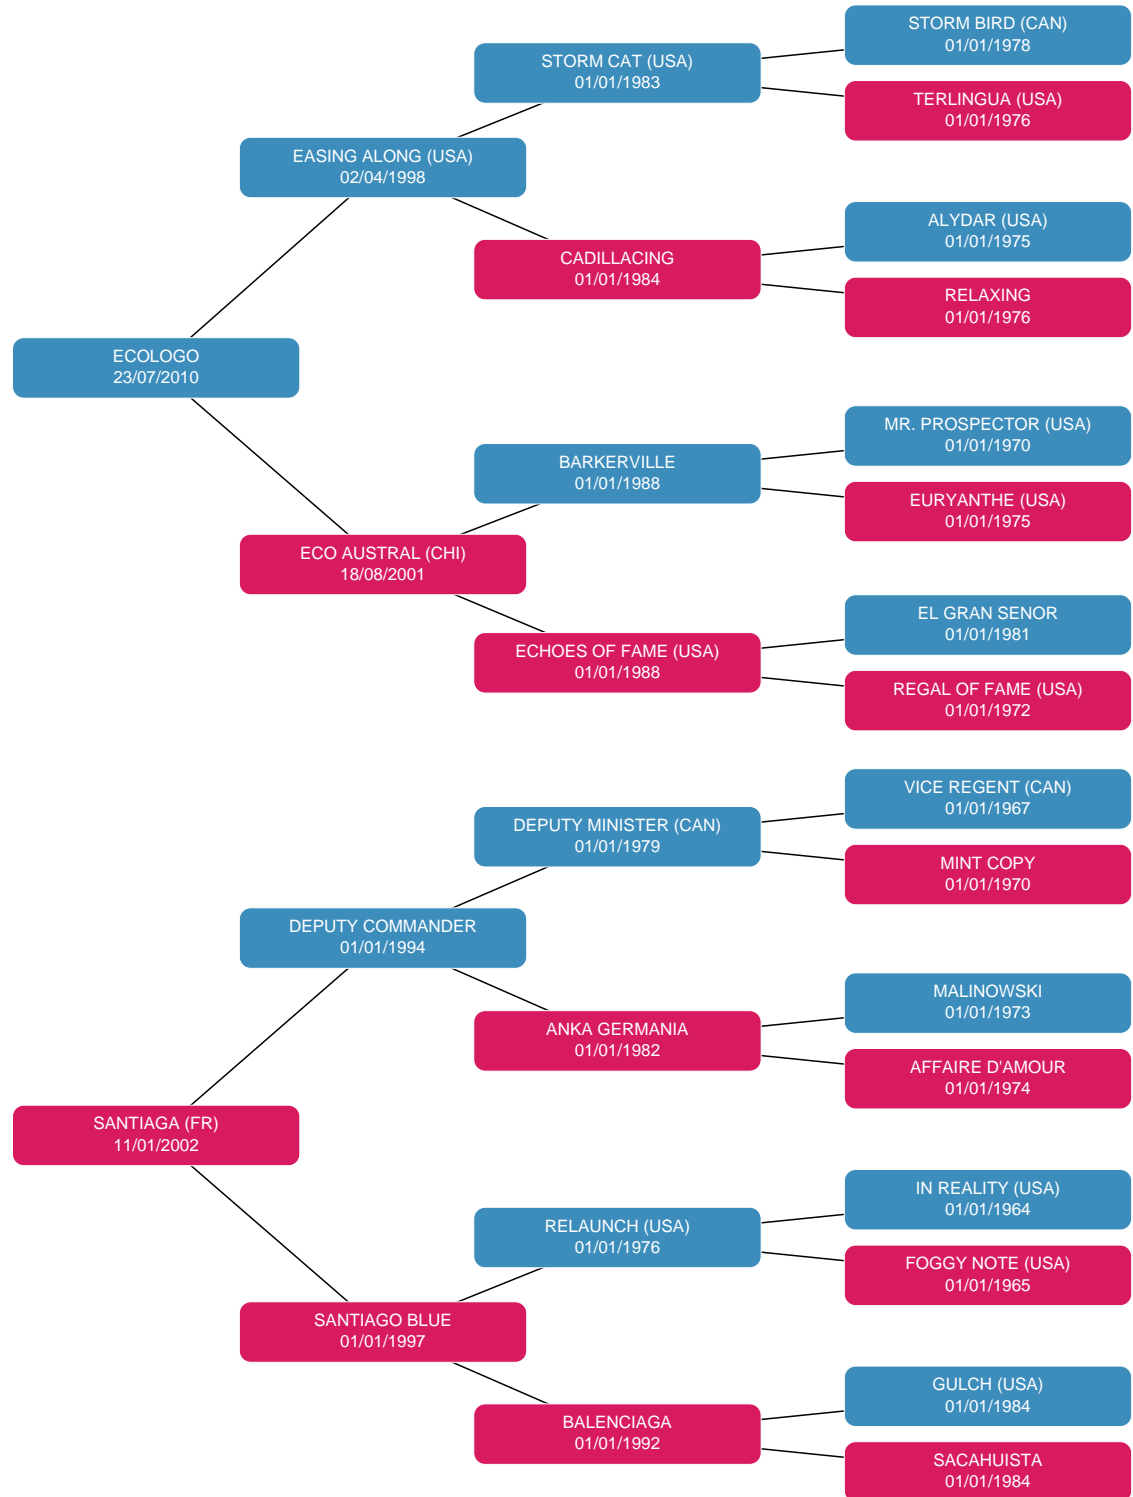 STORM BIRD (CAN)
01/01/1978
STORM CAT (USA)
01/01/1983
TERLINGUA (USA)
01/01/1976
EASING ALONG (USA)
02/04/1998
ALYDAR (USA)
01/01/1975
CADILLACING
01/01/1984
RELAXING
01/01/1976
ECOLOGO
23/07/2010
MR. PROSPECTOR (USA)
01/01/1970
BARKERVILLE
01/01/1988
EURYANTHE (USA)
01/01/1975
ECO AUSTRAL (CHI)
18/08/2001
EL GRAN SENOR
01/01/1981
ECHOES OF FAME (USA)
01/01/1988
REGAL OF FAME (USA)
01/01/1972
VICE REGENT (CAN)
01/01/1967
DEPUTY MINISTER (CAN)
01/01/1979
MINT COPY
01/01/1970
DEPUTY COMMANDER
01/01/1994
MALINOWSKI
01/01/1973
ANKA GERMANIA
01/01/1982
AFFAIRE D'AMOUR
01/01/1974
SANTIAGA (FR)
11/01/2002
IN REALITY (USA)
01/01/1964
RELAUNCH (USA)
01/01/1976
FOGGY NOTE (USA)
01/01/1965
SANTIAGO BLUE
01/01/1997
GULCH (USA)
01/01/1984
BALENCIAGA
01/01/1992
SACAHUISTA
01/01/1984